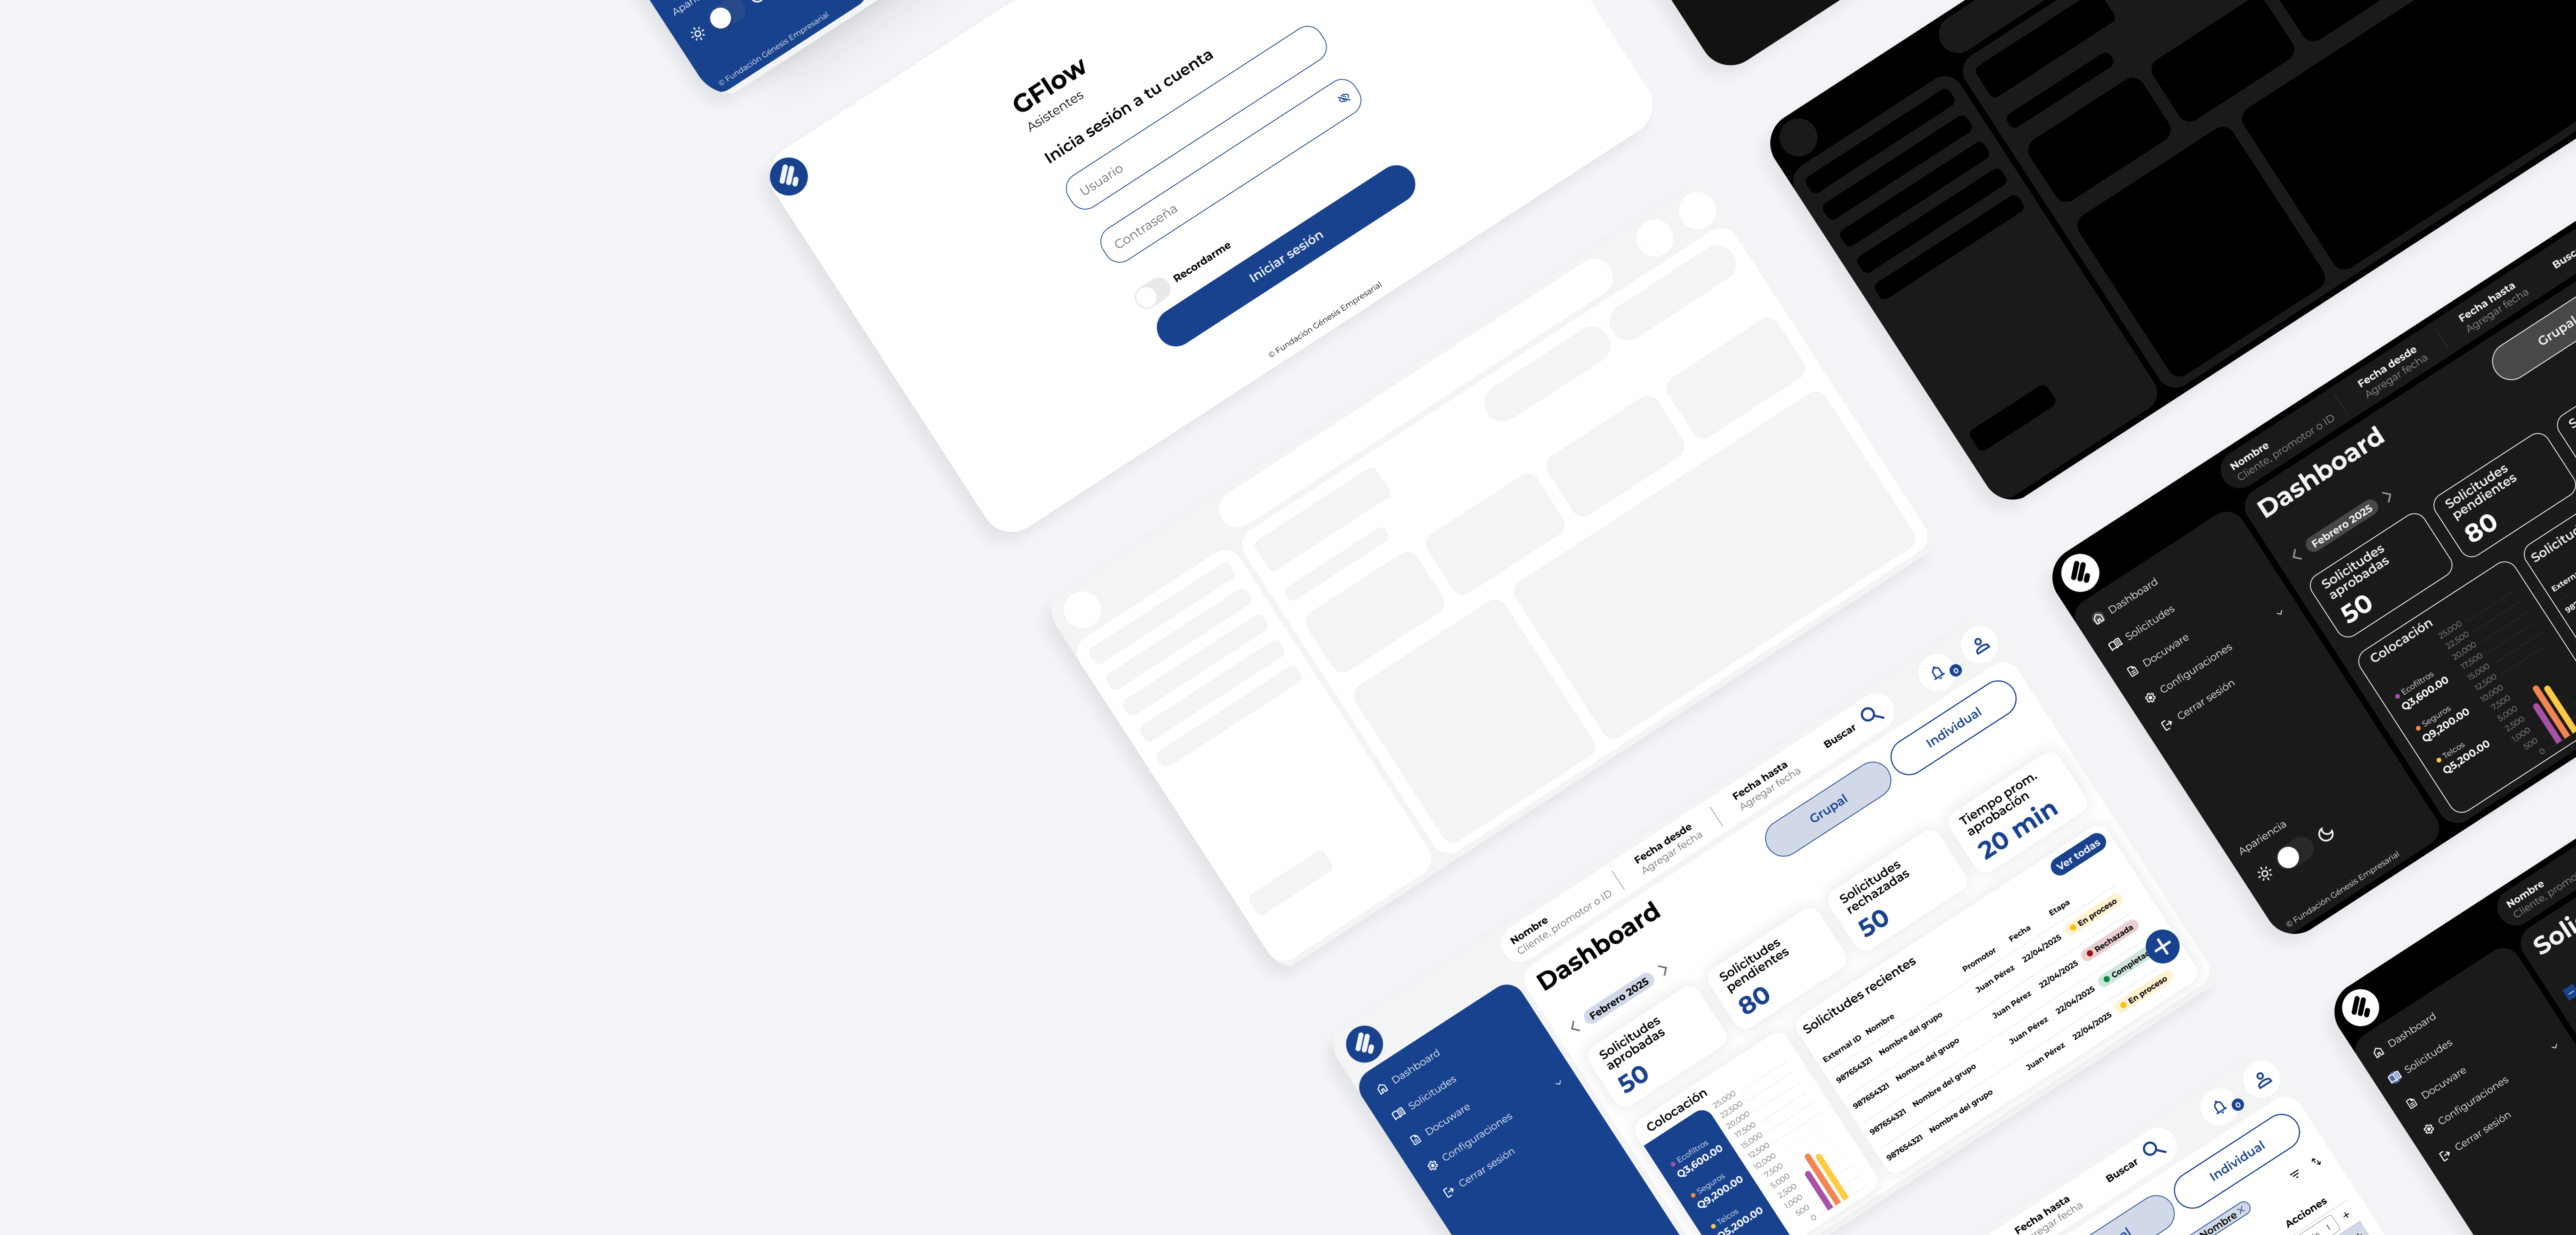 © Fundación Génesis Empresarial
GFlow
Asistentes
Inicia sesión a tu cuenta
Usuario
Contraseña
Recordarme
Iniciar sesión
© Fundación Génesis Empresarial
Nombre
Cliente, promotor o ID
Fecha desde
Agregar fecha
Fecha hasta
Agregar fecha
Buscar
0
Dashboard
Grupal
Individual
Febrero 2025
Solicitudes
aprobadas
50
Solicitudes
pendientes
80
Solicitudes
rechazadas
50
Tiempo prom.
aprobación
20 min
Dashboard
Solicitudes
Docuware
Configuraciones
Cerrar sesión
Colocación
Ecofiltros
Q3,600.00
Seguros
Q9,200.00
Telcos
Q5,200.00
25,000
22,500
20,000
17,500
15,000
12,500
10,000
7,500
5,000
2,500
1,000
500
0
Solicitudes recientes
Ver todas
External ID Nombre Promotor Fecha Etapa
987654321 Nombre del grupo Juan Pérez 22/04/2025 En proceso
987654321 Nombre del grupo Juan Pérez 22/04/2025 Rechazada
987654321 Nombre del grupo Juan Pérez 22/04/2025 Completad
987654321 Nombre del grupo Juan Pérez 22/04/2025 En proceso
Fecha hasta
egar fecha
Buscar
0
Individual
Nombre
Acciones
1
Nombre
Cliente, promotor o ID
Fecha desde
Agregar fecha
Fecha hasta
Agregar fecha
Busc
Dashboard
Grupal
Febrero 2025
Solicitudes
aprobadas
50
Solicitudes
pendientes
80
Dashboard
Solicitudes
Docuware
Configuraciones
Cerrar sesión
Colocación
Ecofiltros
Q3,600.00
Seguros
Q9,200.00
Telcos
Q5,200.00
25,000
22,500
20,000
17,500
15,000
12,500
10,000
7,500
5,000
2,500
1,000
500
0
Solicitu
Extern
987
Apariencia
© Fundación Génesis Empresarial
Nombre
Cliente, promo
Soli
Dashboard
Solicitudes
Docuware
Configuraciones
Cerrar sesión